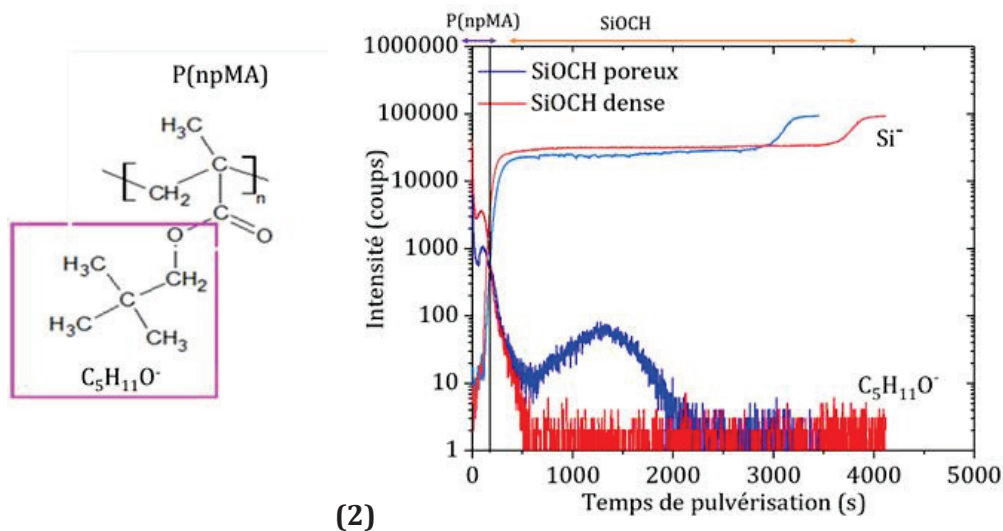 P(npMA)
H₃C
C
CH₂
n
C
O
O
H₃C
CH₂
C
H₃C
CH₃
C₅H₁₁O⁻
(2)
P(npMA)
SiOCH
1000000
100000
10000
1000
100
10
1
Intensité (coups)
SiOCH poreux
SiOCH dense
Si⁻
C₅H₁₁O⁻
0
1000
2000
3000
4000
5000
Temps de pulvérisation (s)